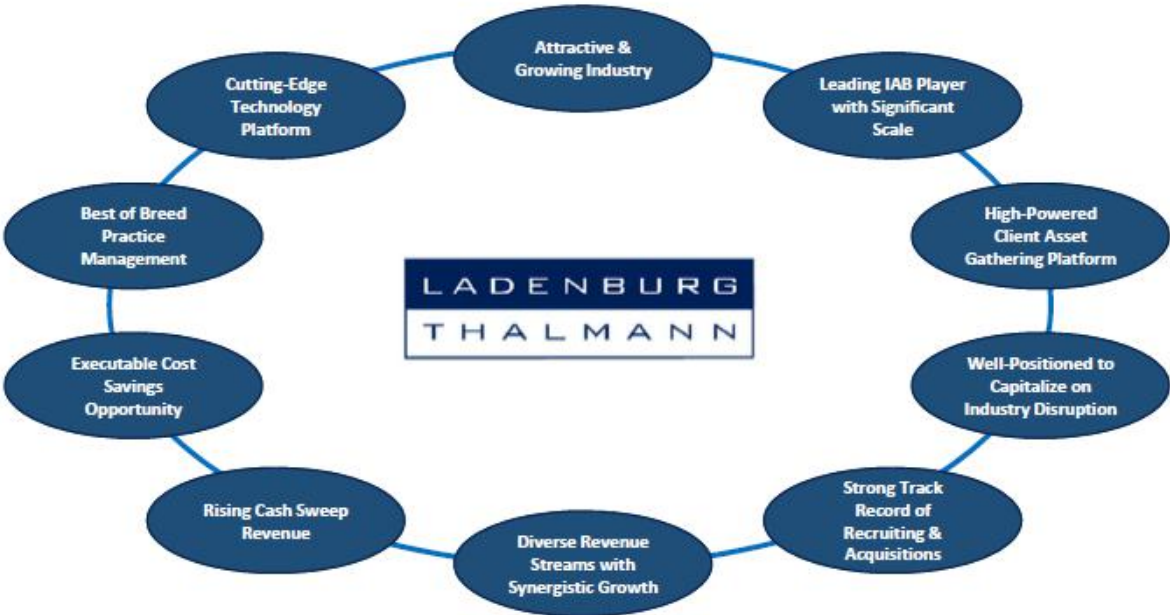 Attractive &
Growing Industry
Leading IAB Player
with Significant
Scale
High-Powered
Client Asset
Gathering Platform
Well-Positioned to
Capitalize on
Industry Disruption
Strong Track
Record of
Recruiting &
Acquisitions
Diverse Revenue
Streams with
Synergistic Growth
Rising Cash Sweep
Revenue
Executable Cost
Savings
Opportunity
Best of Breed
Practice
Management
Cutting-Edge
Technology
Platform
LADENBURG
THALMANN